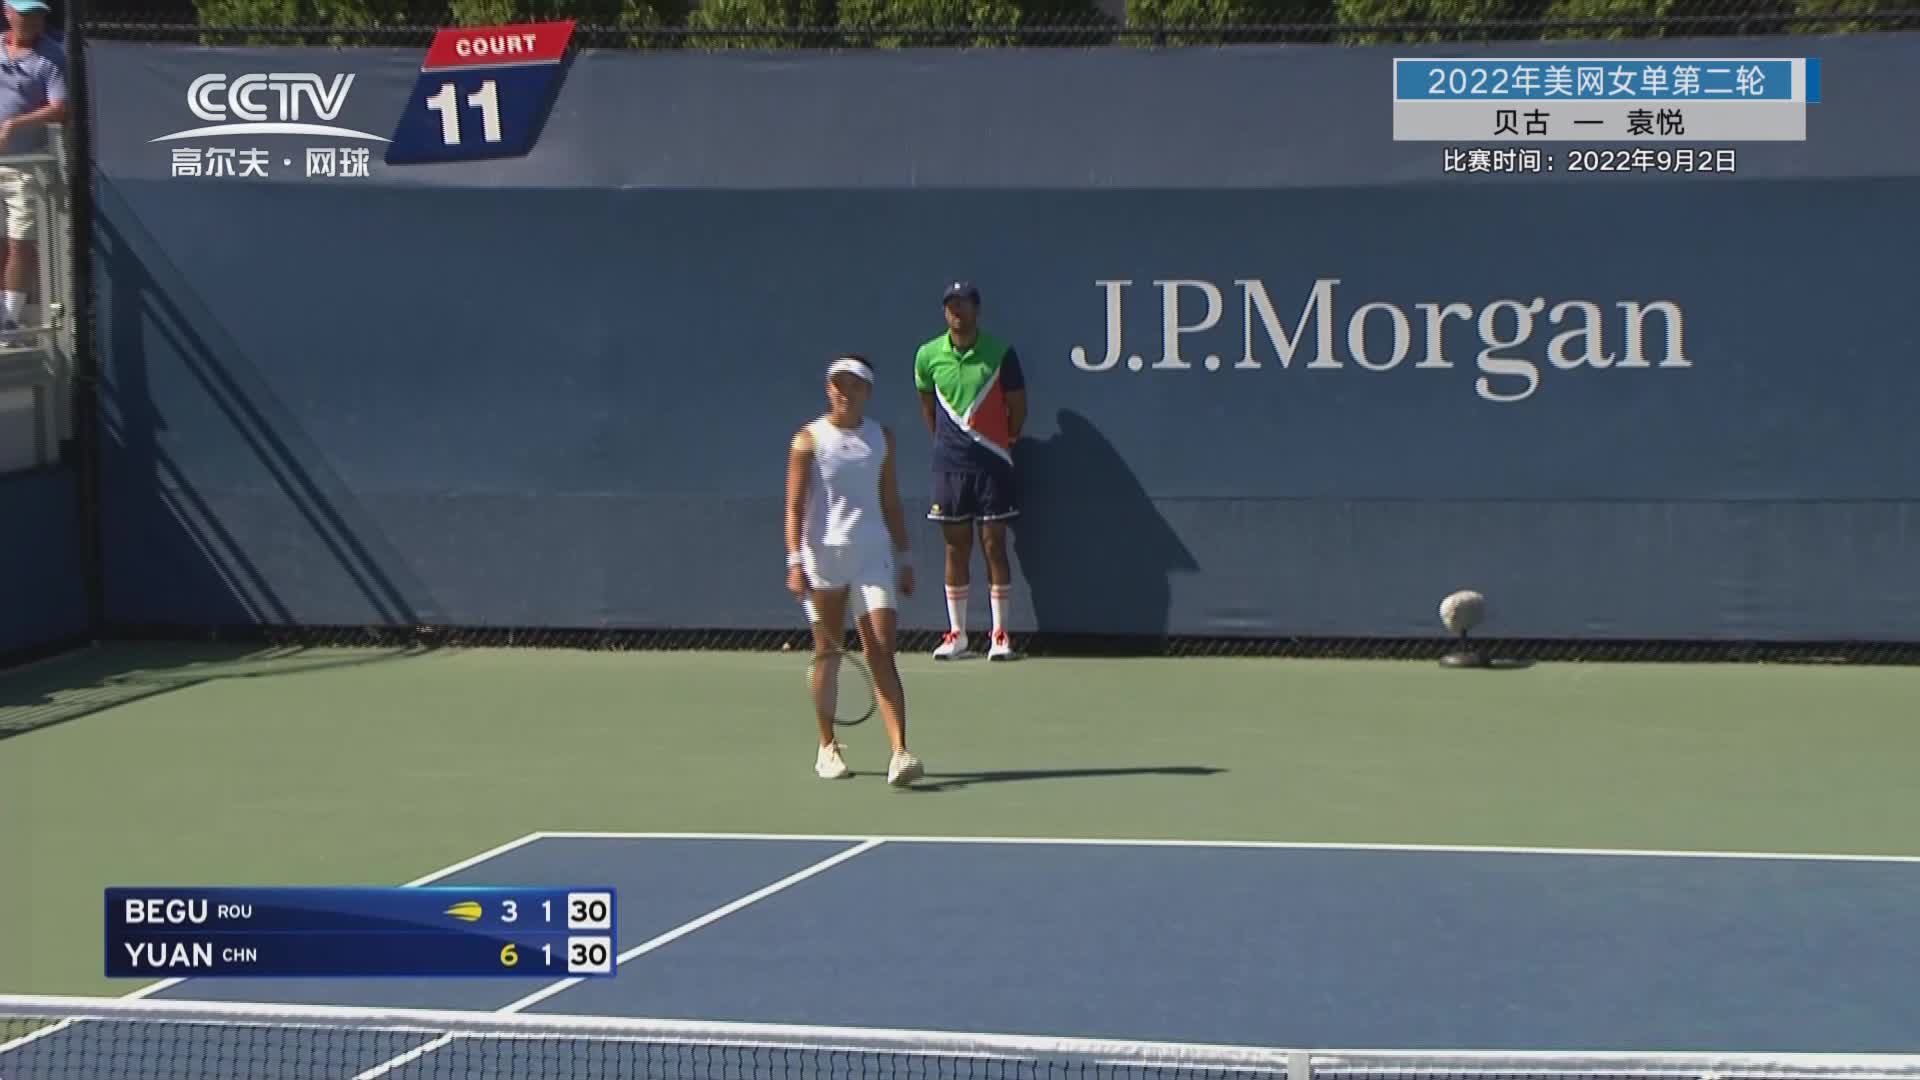 CCTV
高尔夫·网球
COURT
11
2022年美网女单第二轮
贝古 — 袁悦
比赛时间：2022年9月2日
J.P.Morgan
BEGU ROU 3 1 30
YUAN CHN 6 1 30